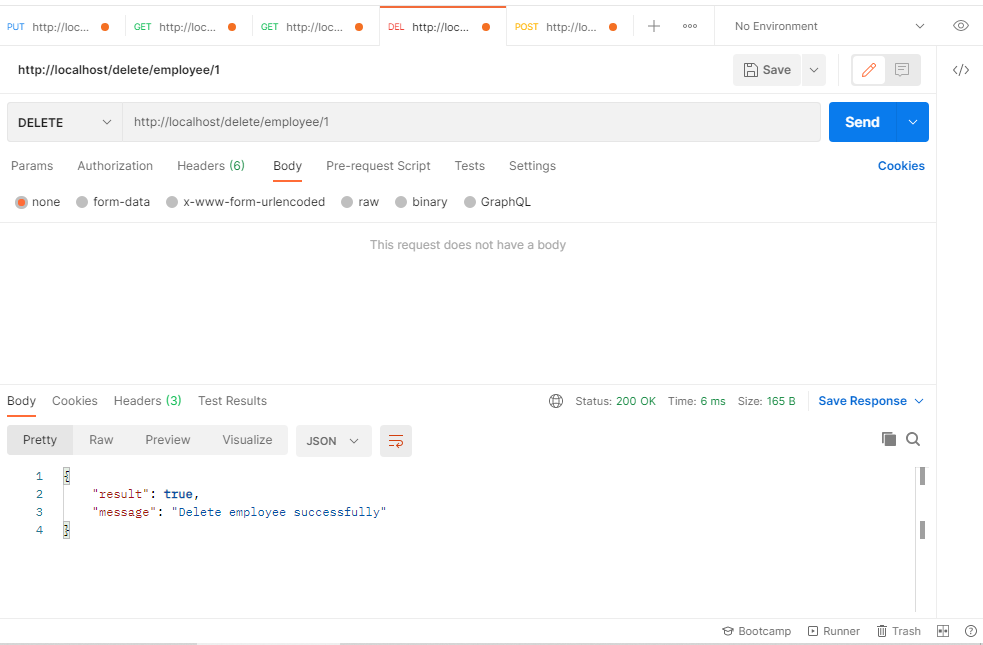 PUT http://loc... GET http://loc... GET http://loc... DEL http://loc... POST http://lo... No Environment
http://localhost/delete/employee/1 Save
DELETE http://localhost/delete/employee/1 Send
Params Authorization Headers (6) Body Pre-request Script Tests Settings Cookies
none form-data x-www-form-urlencoded raw binary GraphQL
This request does not have a body
Body Cookies Headers (3) Test Results Status: 200 OK Time: 6 ms Size: 165 B Save Response
Pretty Raw Preview Visualize JSON
1 {
2 "result": true,
3 "message": "Delete employee successfully"
4 }
Bootcamp Runner Trash